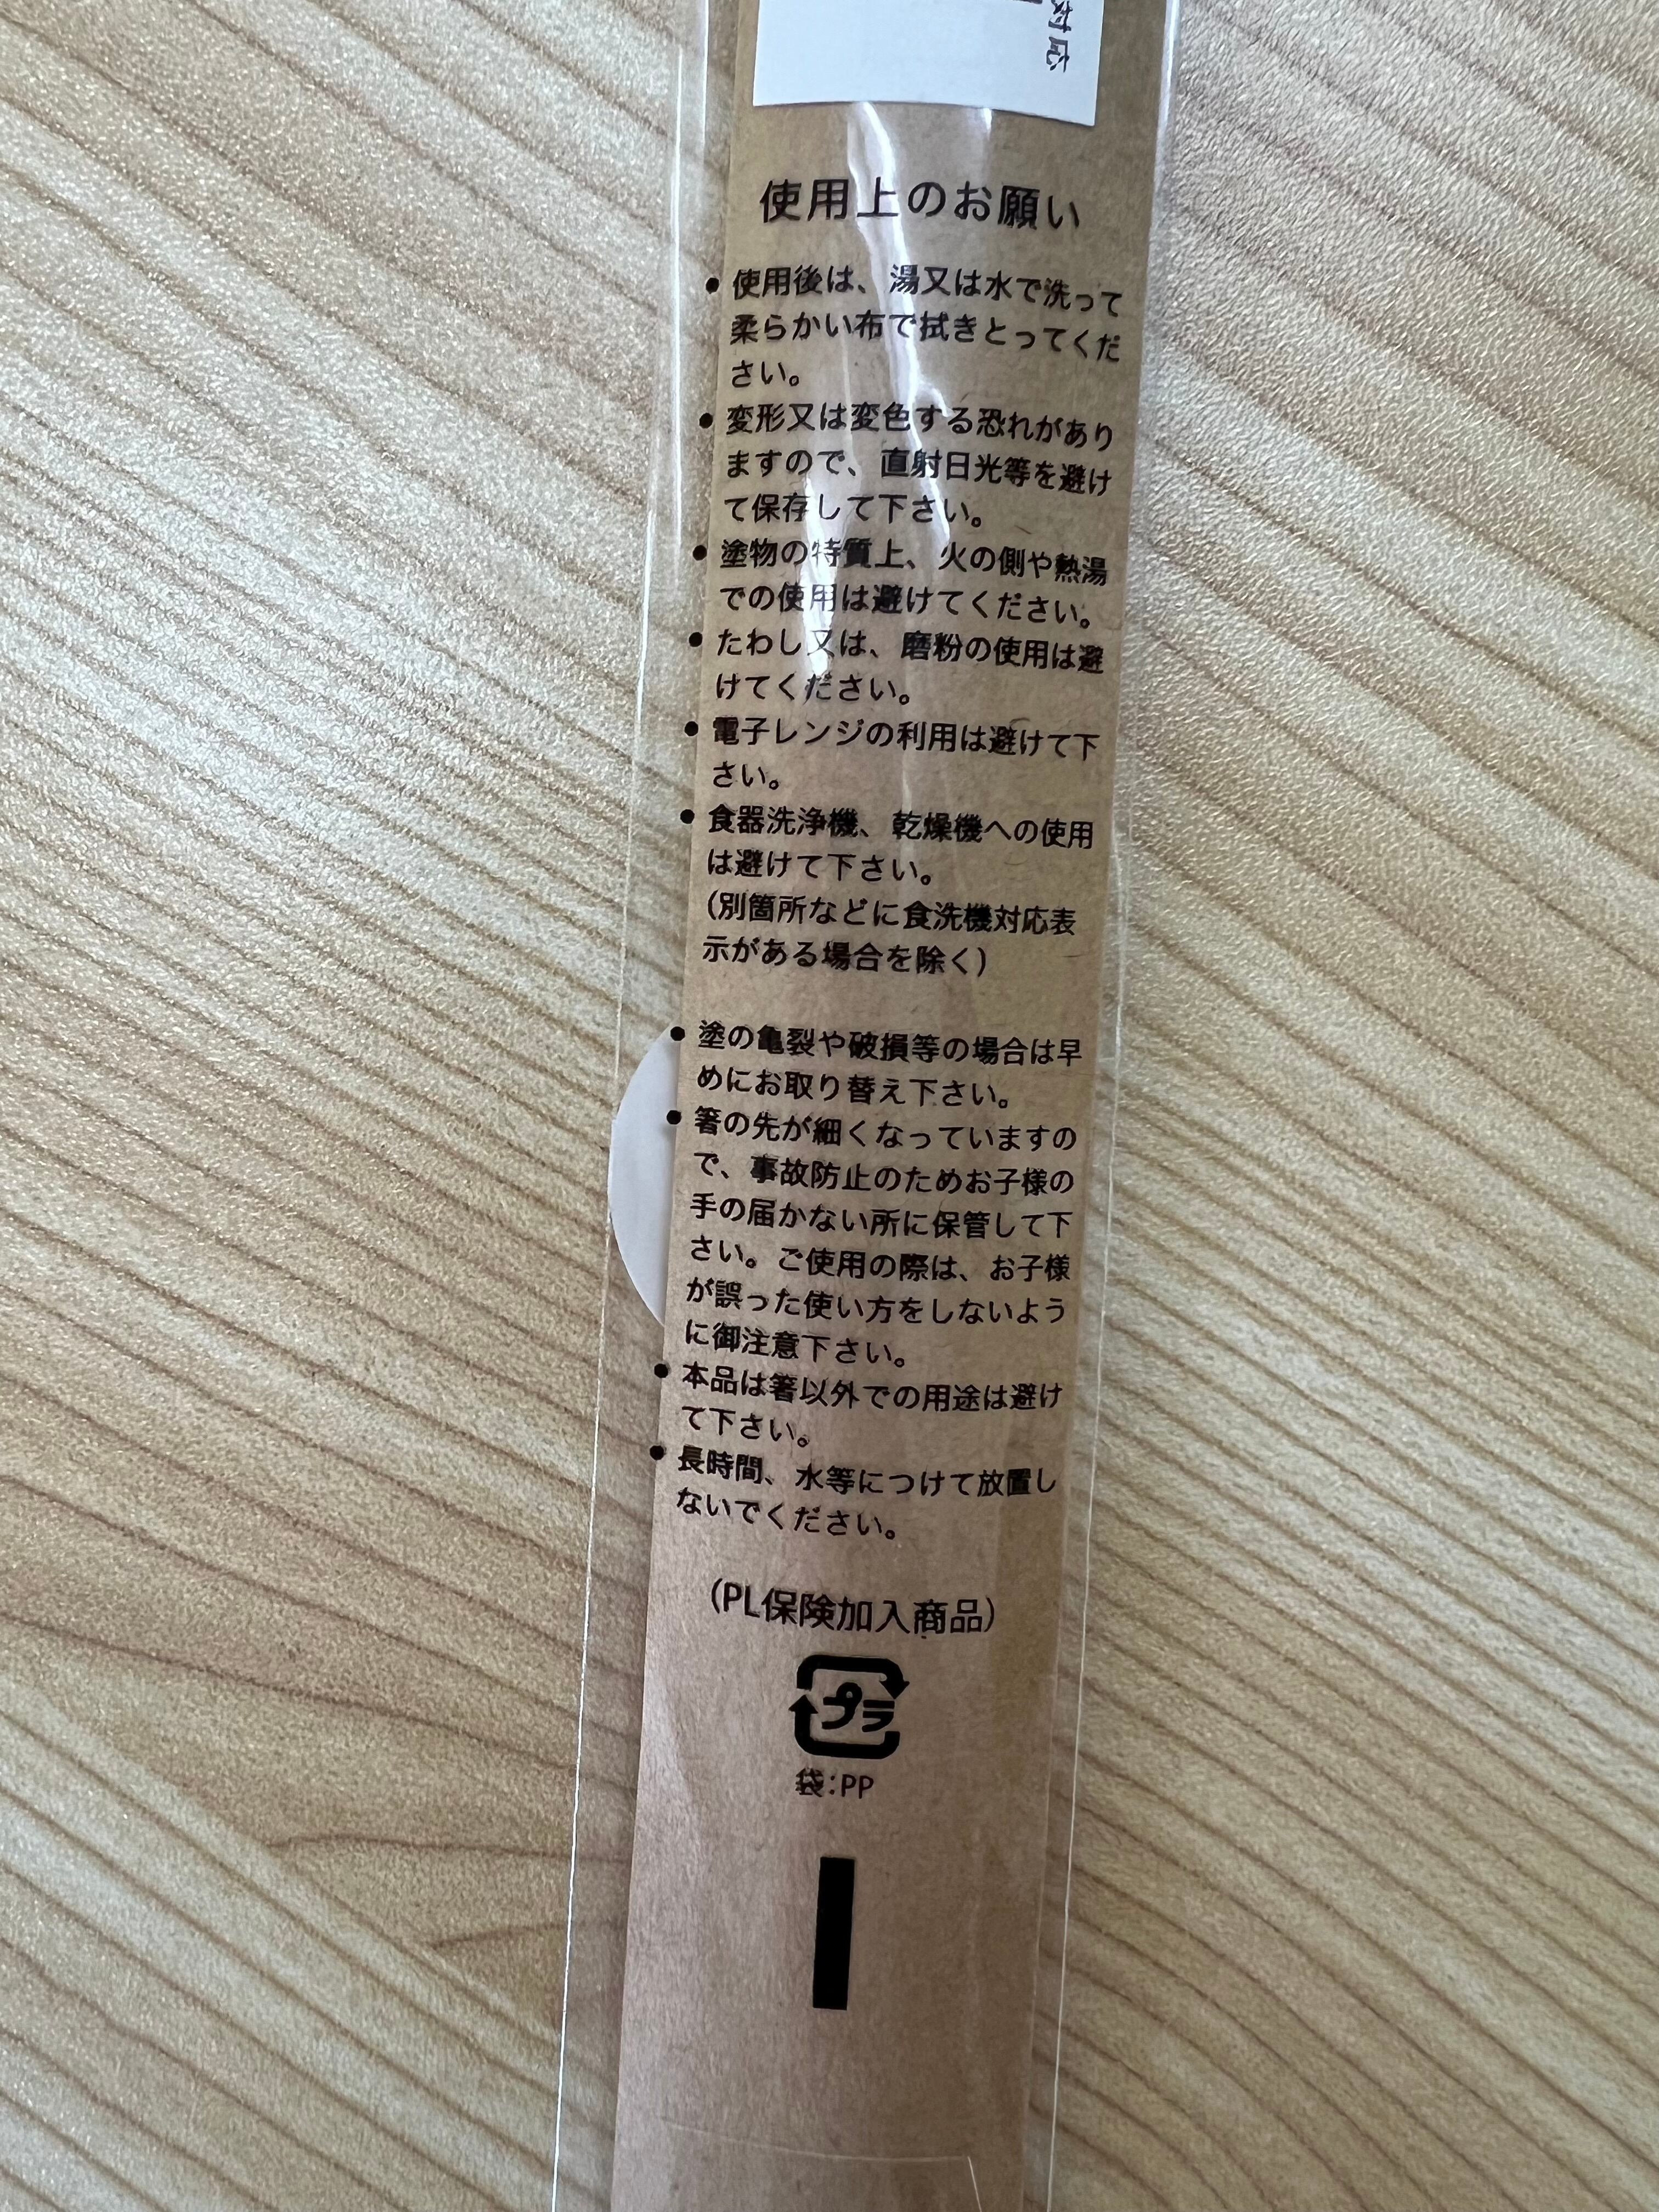 対応
使用上のお願い
●使用後は、湯又は水で洗って
柔らかい布で拭きとってくだ
さい。
●変形又は変色する恐れがあり
ますので、直射日光等を避け
て保存して下さい。
●塗物の特質上、火の側や熱湯
での使用は避けてください。
●たわし又は、磨粉の使用は避
けてください。
●電子レンジの利用は避けて下
さい。
●食器洗浄機、乾燥機への使用
は避けて下さい。
(別箇所などに食洗機対応表
示がある場合を除く)
●塗の亀裂や破損等の場合は早
めにお取り替え下さい。
●箸の先が細くなっていますの
で、事故防止のためお子様の
手の届かない所に保管して下
さい。ご使用の際は、お子様
が誤った使い方をしないよう
に御注意下さい。
●本品は箸以外での用途は避け
て下さい。
●長時間、水等につけて放置し
ないでください。
(PL保険加入商品)
プラ
袋:PP